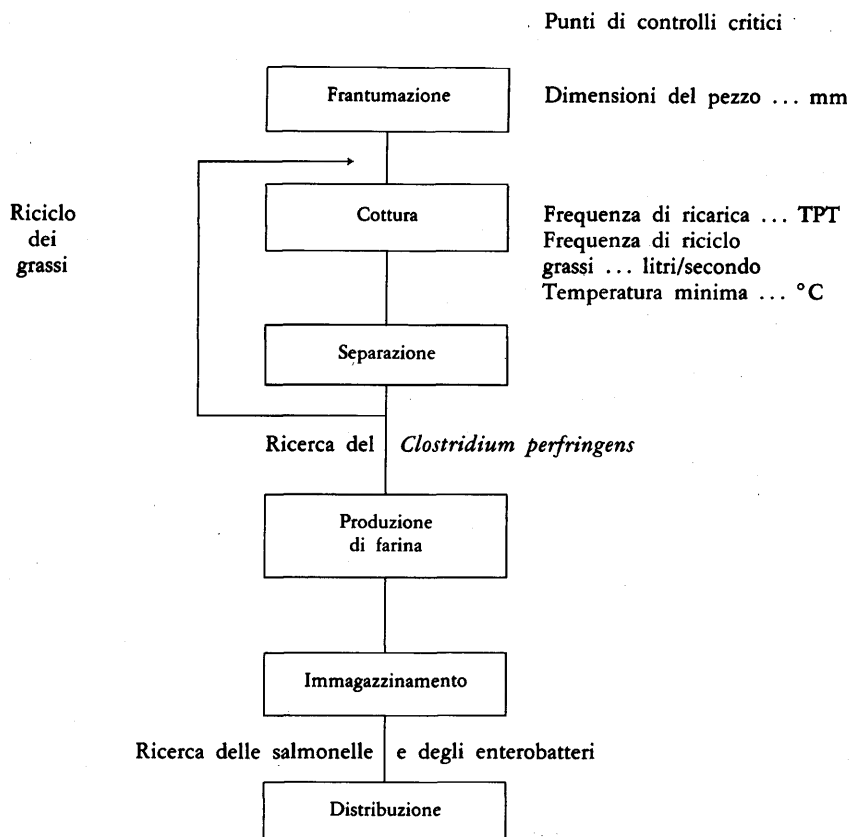 Punti di controlli critici
Frantumazione
Dimensioni del pezzo ... mm
Riciclo
dei
grassi
Cottura
Frequenza di ricarica ... TPT
Frequenza di riciclo
grassi ... litri/secondo
Temperatura minima ... °C
Separazione
Ricerca del Clostridium perfringens
Produzione
di farina
Immagazzinamento
Ricerca delle salmonelle e degli enterobatteri
Distribuzione